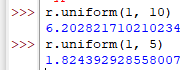 >>> r.uniform(1, 10)
6.202821710210234
>>> r.uniform(1, 5)
1.824392928558007